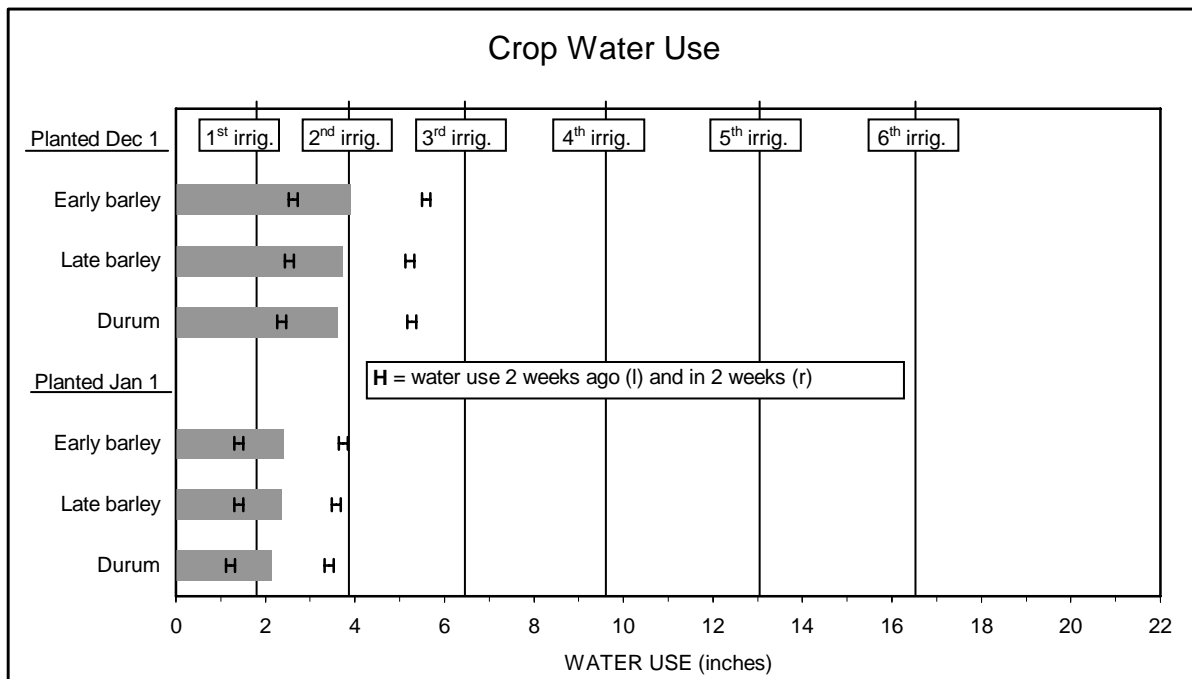 Crop Water Use
Planted Dec 1
1st irrig. 2nd irrig. 3rd irrig. 4th irrig. 5th irrig. 6th irrig.
Early barley H H
Late barley H H
Durum H H
Planted Jan 1
H = water use 2 weeks ago (l) and in 2 weeks (r)
Early barley H H
Late barley H H
Durum H H
0 2 4 6 8 10 12 14 16 18 20 22
WATER USE (inches)